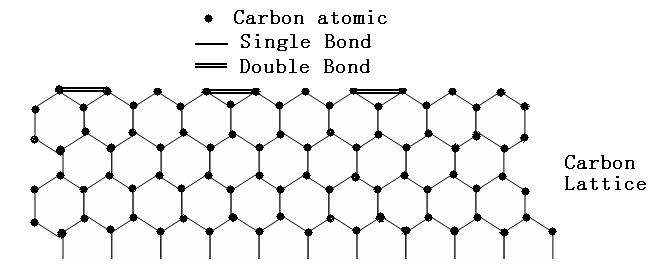 Carbon atomic
Single Bond
Double Bond
Carbon
Lattice